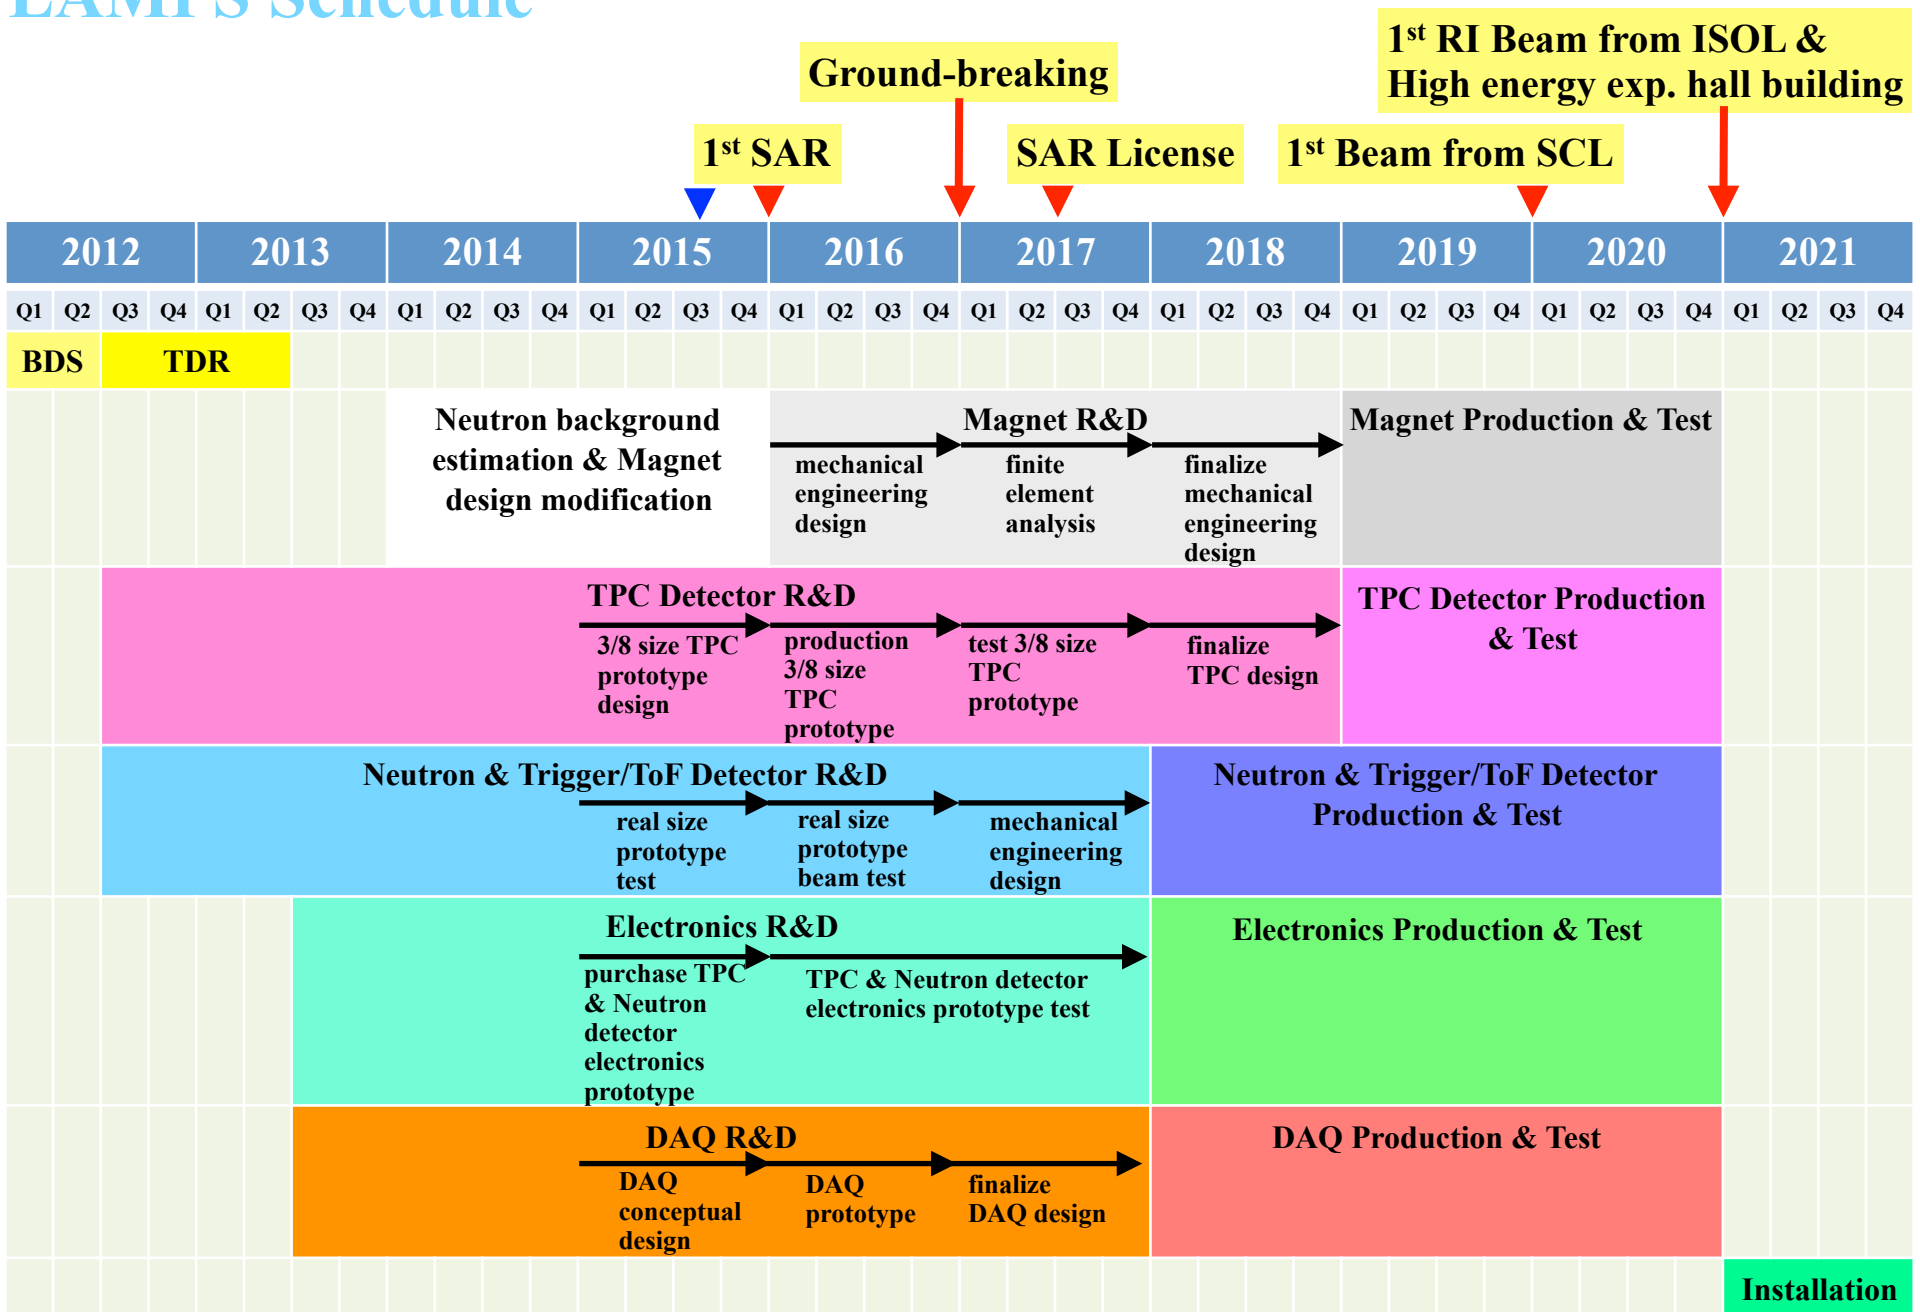 LAMPS Schedule
1st RI Beam from ISOL &
High energy exp. hall building
Ground-breaking
1st SAR
SAR License
1st Beam from SCL
2012 2013 2014 2015 2016 2017 2018 2019 2020 2021
Q1 Q2 Q3 Q4 Q1 Q2 Q3 Q4 Q1 Q2 Q3 Q4 Q1 Q2 Q3 Q4 Q1 Q2 Q3 Q4 Q1 Q2 Q3 Q4 Q1 Q2 Q3 Q4 Q1 Q2 Q3 Q4 Q1 Q2 Q3 Q4 Q1 Q2 Q3 Q4
BDS TDR
Neutron background
estimation & Magnet
design modification
Magnet R&D
mechanical
engineering
design
finite
element
analysis
finalize
mechanical
engineering
design
Magnet Production & Test
TPC Detector R&D
3/8 size TPC
prototype
design
production
3/8 size
TPC
prototype
test 3/8 size
TPC
prototype
finalize
TPC design
TPC Detector Production
& Test
Neutron & Trigger/ToF Detector R&D
real size
prototype
test
real size
prototype
beam test
mechanical
engineering
design
Neutron & Trigger/ToF Detector
Production & Test
Electronics R&D
purchase TPC
& Neutron
detector
electronics
prototype
TPC & Neutron detector
electronics prototype test
Electronics Production & Test
DAQ R&D
DAQ
conceptual
design
DAQ
prototype
finalize
DAQ design
DAQ Production & Test
Installation